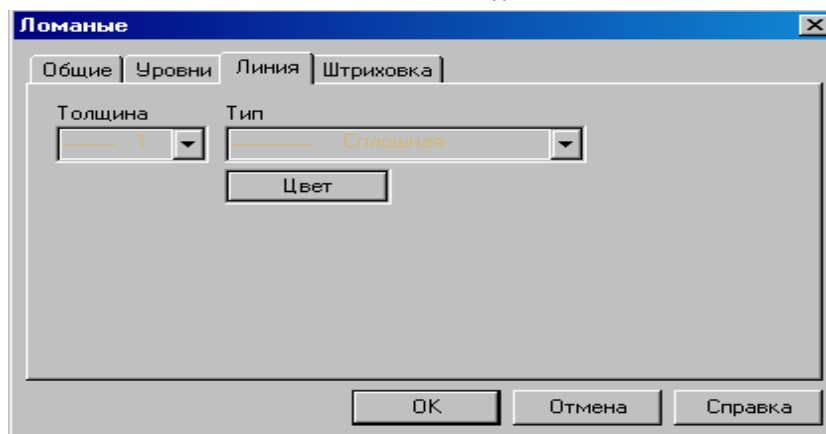 Ломаные
Общие Уровни Линия Штриховка
Толщина Тип
1 Сплошная
Цвет
OK Отмена Справка